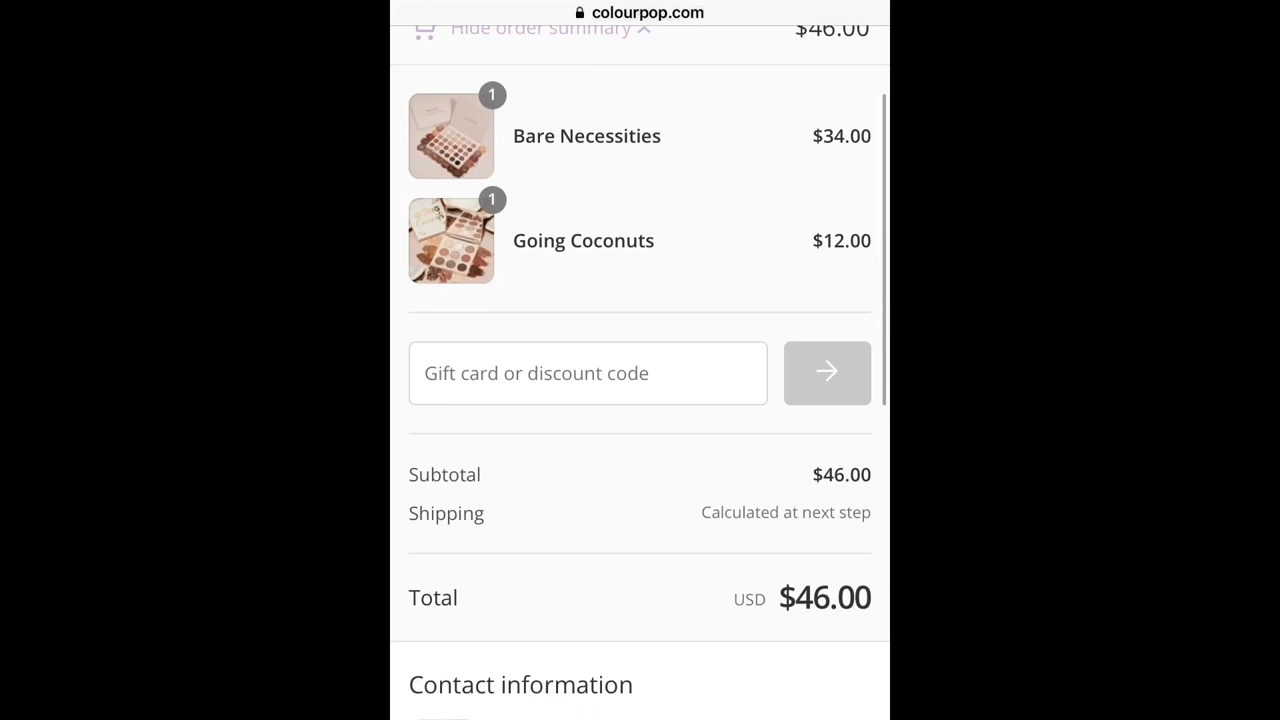 colourpop.com
Hide order summary $46.00
1
Bare Necessities $34.00
1
Going Coconuts $12.00
Gift card or discount code
Subtotal $46.00
Shipping Calculated at next step
Total USD $46.00
Contact information